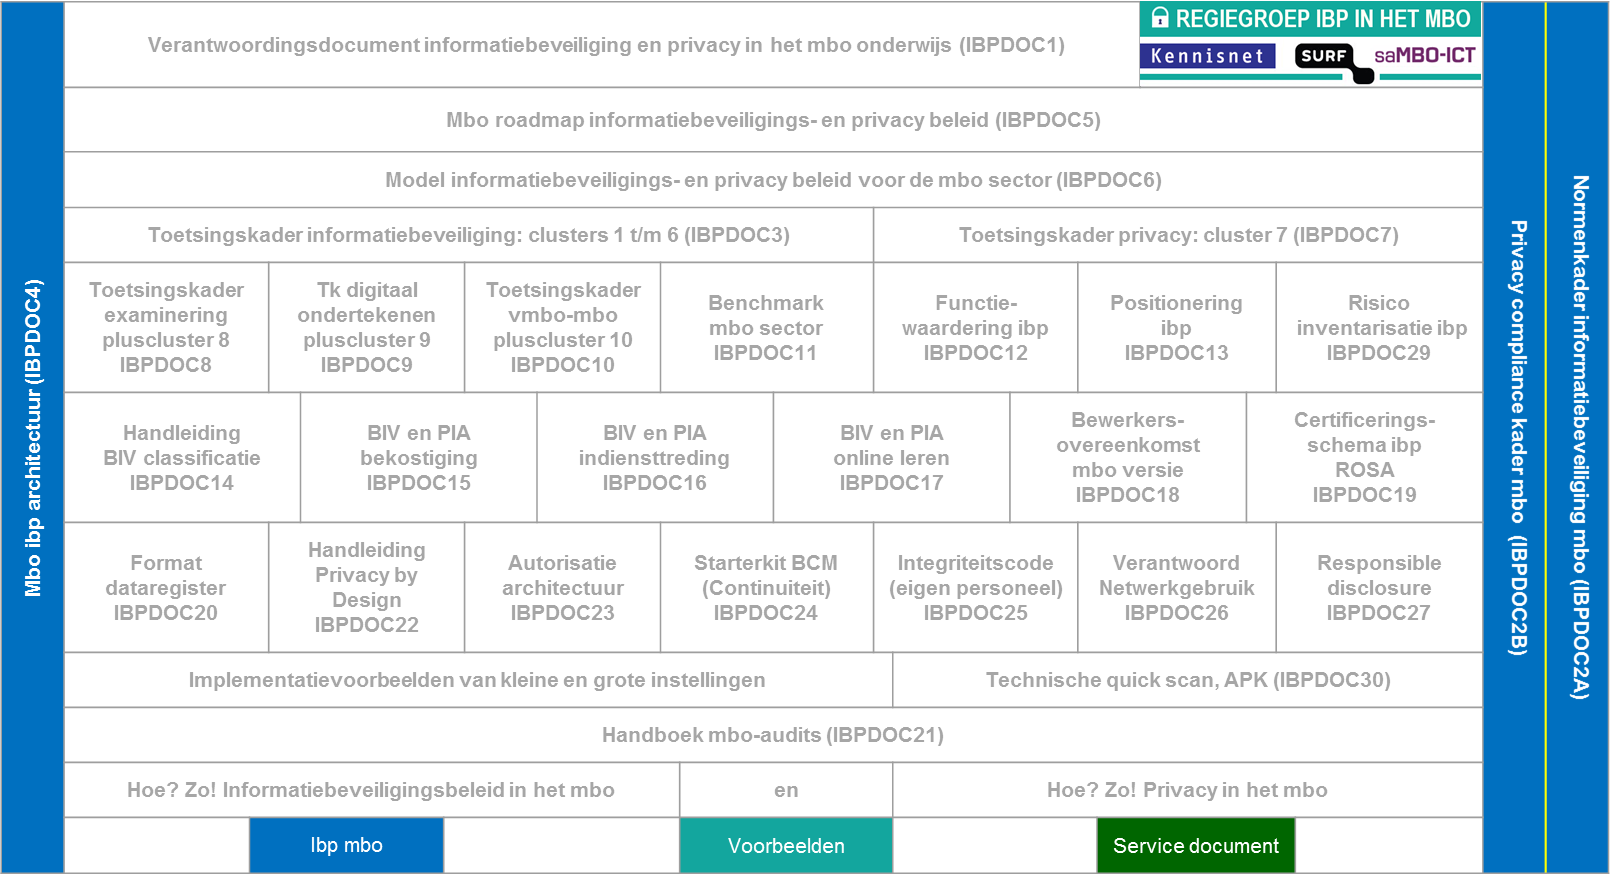 Verantwoordingsdocument informatiebeveiliging en privacy in het mbo onderwijs (IBPDOC1)
REGIEGROEP IBP IN HET MBO
Kennisnet
SURF
saMBO-ICT
Mbo roadmap informatiebeveiligings- en privacy beleid (IBPDOC5)
Model informatiebeveiligings- en privacy beleid voor de mbo sector (IBPDOC6)
Toetsingskader informatiebeveiliging: clusters 1 t/m 6 (IBPDOC3)
Toetsingskader privacy: cluster 7 (IBPDOC7)
Toetsingskader
examinering
pluscluster 8
IBPDOC8
Tk digitaal
ondertekenen
pluscluster 9
IBPDOC9
Toetsingskader
vmbo-mbo
pluscluster 10
IBPDOC10
Benchmark
mbo sector
IBPDOC11
Functie-
waardering ibp
IBPDOC12
Positionering
ibp
IBPDOC13
Risico
inventarisatie ibp
IBPDOC29
Handleiding
BIV classificatie
IBPDOC14
BIV en PIA
bekostiging
IBPDOC15
BIV en PIA
indiensttreding
IBPDOC16
BIV en PIA
online leren
IBPDOC17
Bewerkers-
overeenkomst
mbo versie
IBPDOC18
Certificerings-
schema ibp
ROSA
IBPDOC19
Format
dataregister
IBPDOC20
Handleiding
Privacy by
Design
IBPDOC22
Autorisatie
architectuur
IBPDOC23
Starterkit BCM
(Continuiteit)
IBPDOC24
Integriteitscode
(eigen personeel)
IBPDOC25
Verantwoord
Netwerkgebruik
IBPDOC26
Responsible
disclosure
IBPDOC27
Implementatievoorbeelden van kleine en grote instellingen
Technische quick scan, APK (IBPDOC30)
Handboek mbo-audits (IBPDOC21)
Hoe? Zo! Informatiebeveiligingsbeleid in het mbo
en
Hoe? Zo! Privacy in het mbo
Ibp mbo
Voorbeelden
Service document
Mbo ibp architectuur (IBPDOC4)
Privacy compliance kader mbo (IBPDOC2B)
Normenkader informatiebeveiliging mbo (IBPDOC2A)